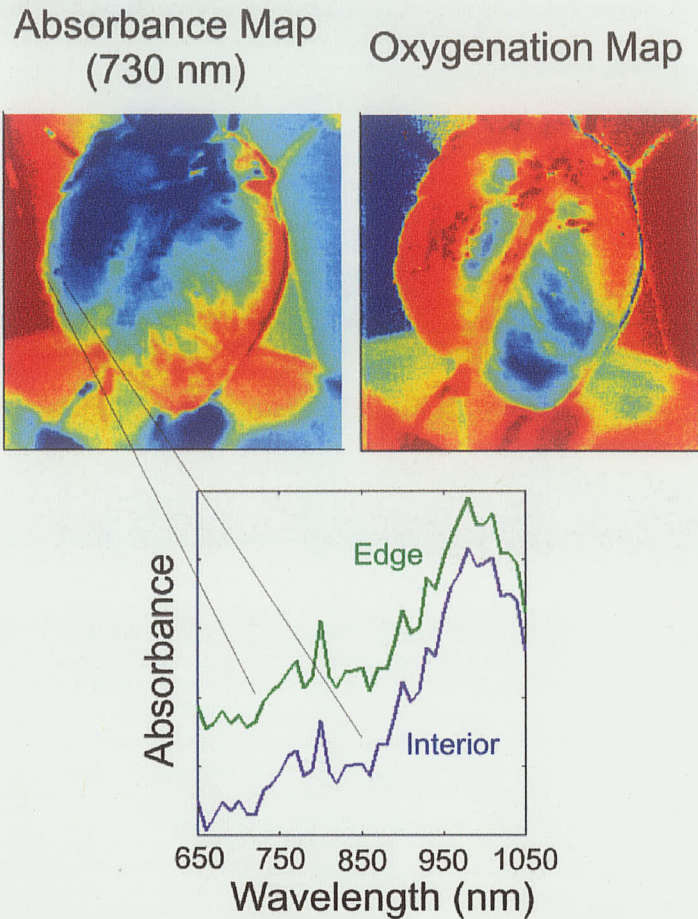 Absorbance Map
(730 nm)
Oxygenation Map
Edge
Interior
Absorbance
650 750 850 950 1050
Wavelength (nm)